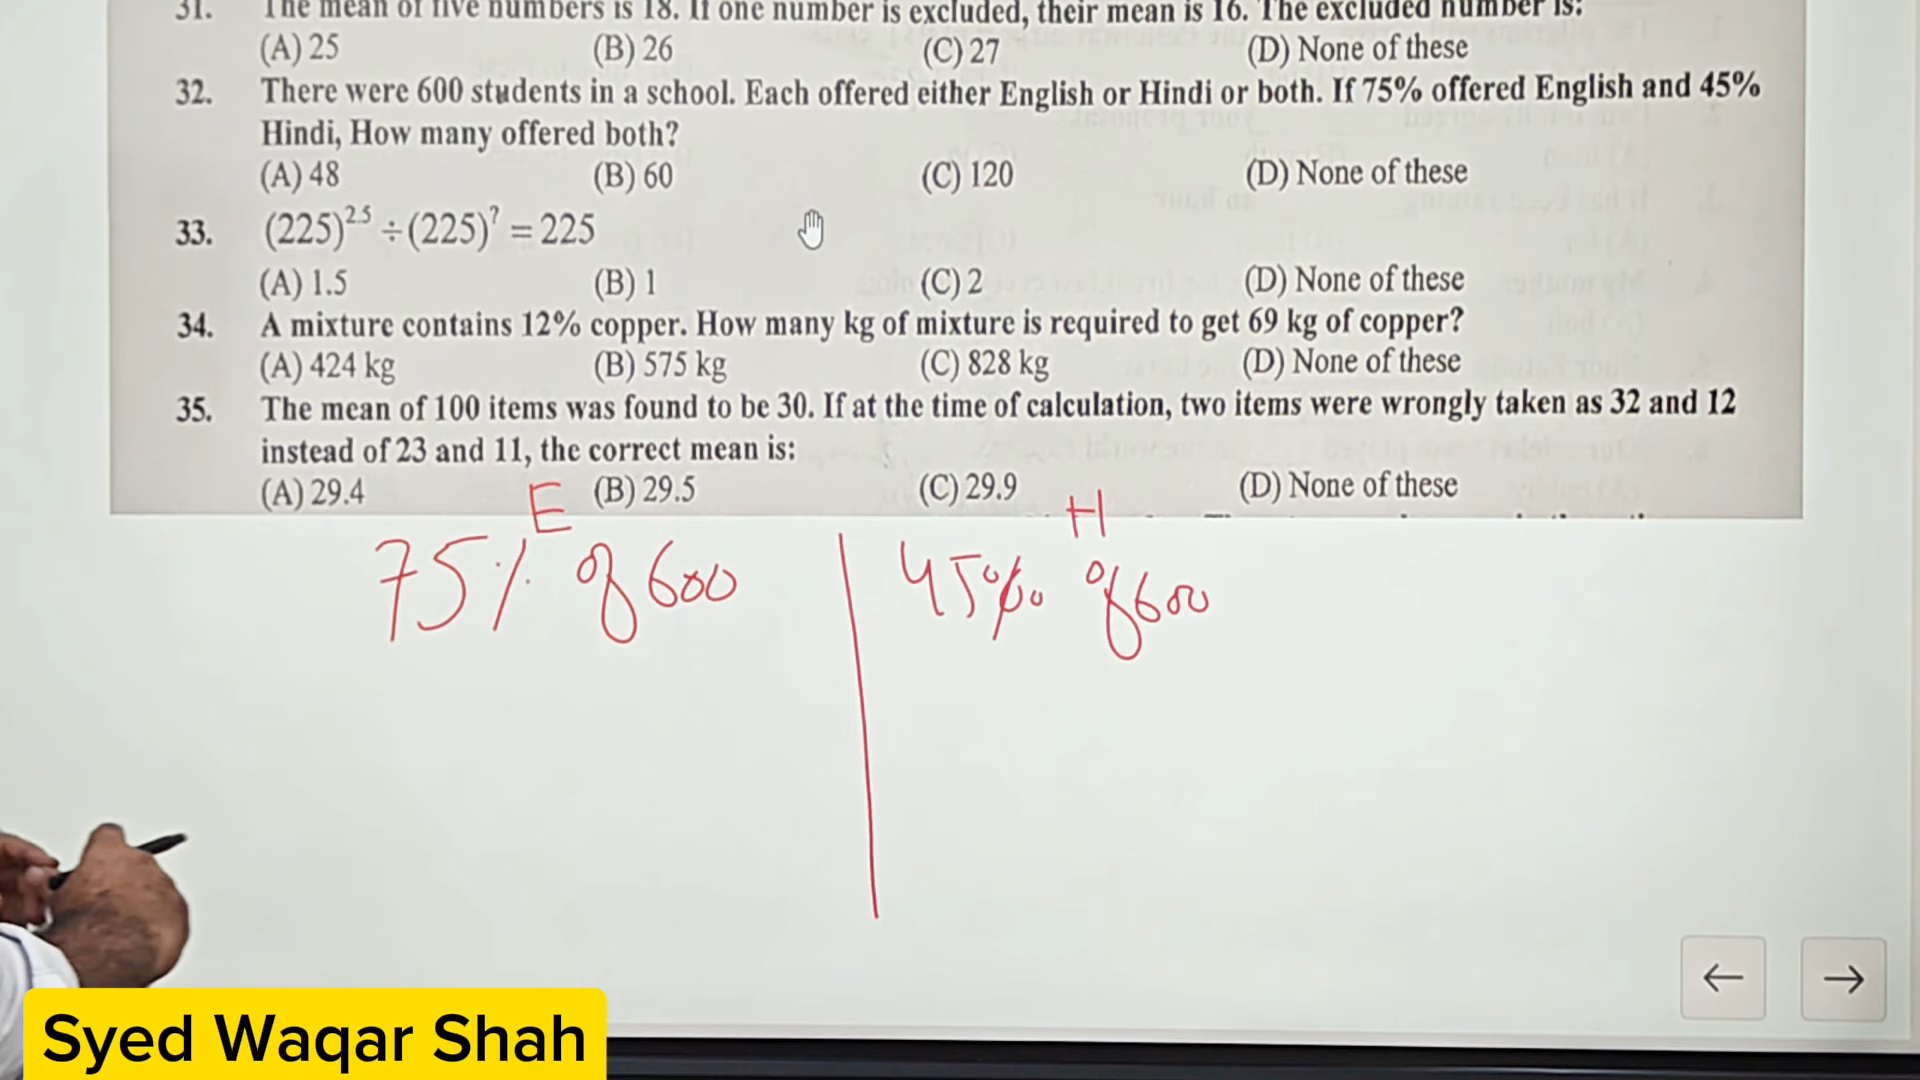 31. The mean of five numbers is 18. If one number is excluded, their mean is 16. The excluded number is:
(A) 25 (B) 26 (C) 27 (D) None of these
32. There were 600 students in a school. Each offered either English or Hindi or both. If 75% offered English and 45%
Hindi, How many offered both?
(A) 48 (B) 60 (C) 120 (D) None of these
33. (225)^2.5 ÷ (225)^? = 225
(A) 1.5 (B) 1 (C) 2 (D) None of these
34. A mixture contains 12% copper. How many kg of mixture is required to get 69 kg of copper?
(A) 424 kg (B) 575 kg (C) 828 kg (D) None of these
35. The mean of 100 items was found to be 30. If at the time of calculation, two items were wrongly taken as 32 and 12
instead of 23 and 11, the correct mean is:
(A) 29.4 (B) 29.5 (C) 29.9 (D) None of these
E H
75% of 600 45% of 600
Syed Waqar Shah